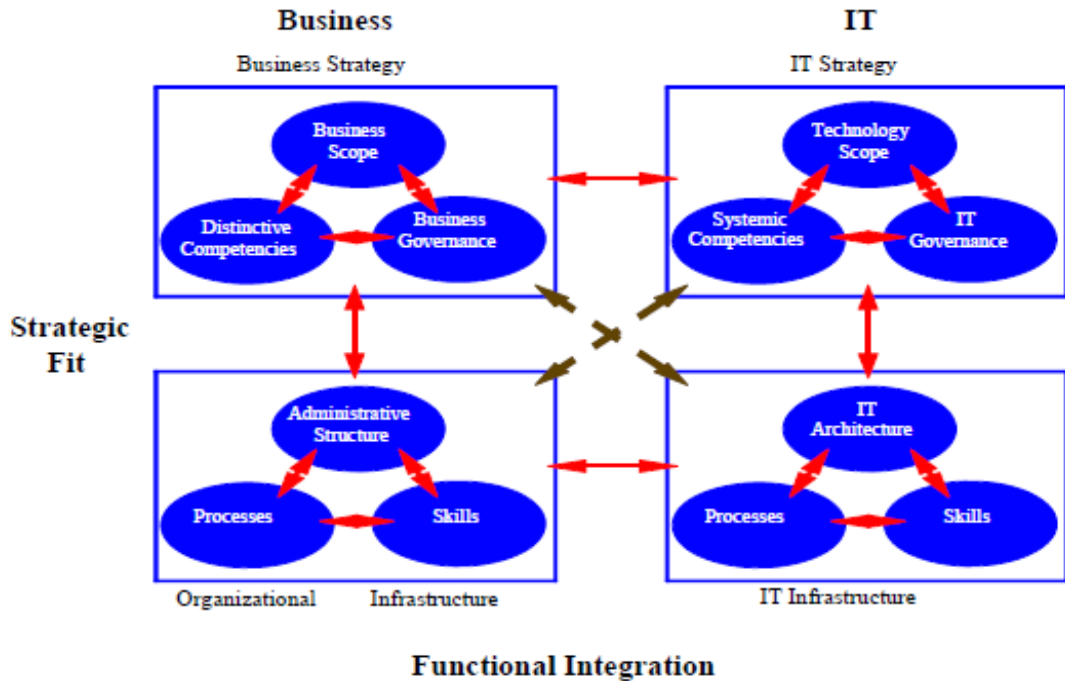 Business IT
Business Strategy IT Strategy
Business
Scope
Technology
Scope
Distinctive
Competencies
Business
Governance
Systemic
Competencies
IT
Governance
Strategic
Fit
Administrative
Structure
IT
Architecture
Processes Skills Processes Skills
Organizational Infrastructure IT Infrastructure
Functional Integration